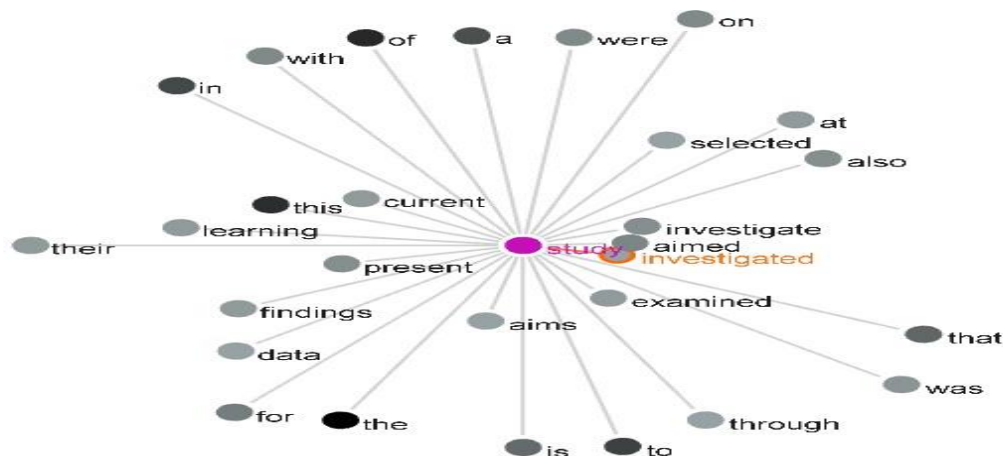 on
of
a
were
with
in
at
selected
also
current
this
learning
investigate
their
aimed
study
investigated
present
examined
findings
aims
that
data
was
for
the
through
is
to